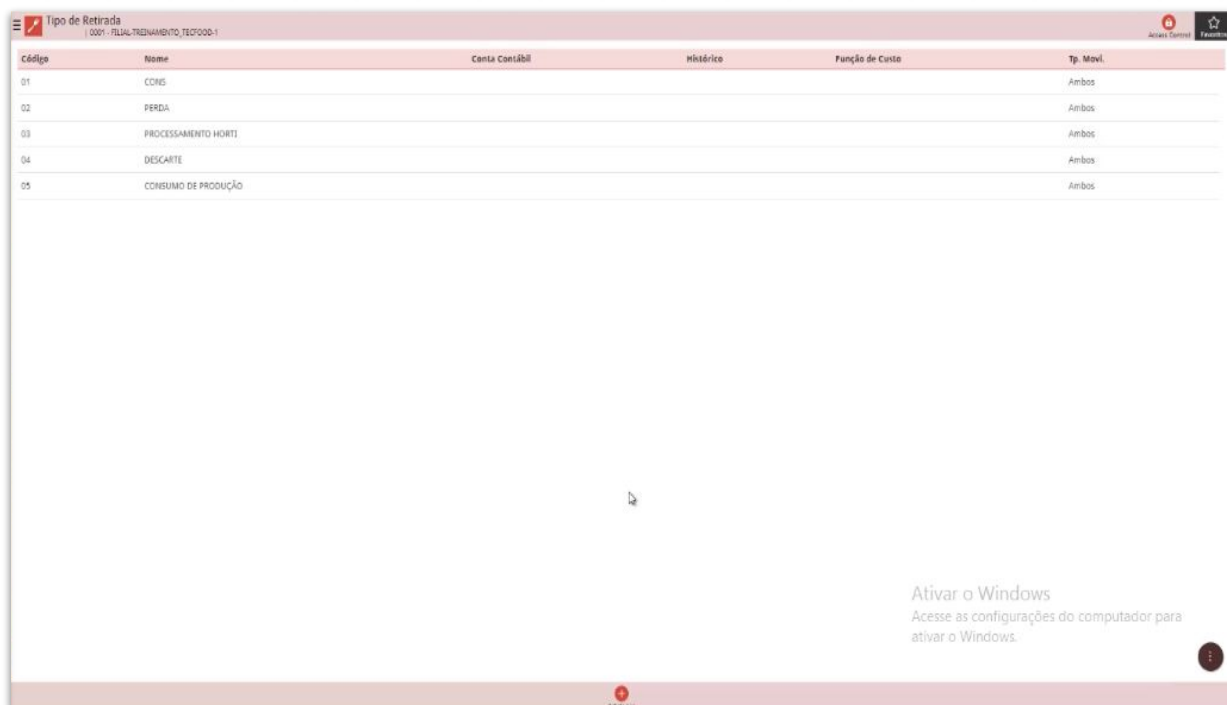 Tipo de Retirada
| 0001 - FILIAL-TREINAMENTO_TECFOOD-1
Access Control
Favoritos
Código Nome Conta Contábil Histórico Função de Custo Tp. Movi.
01 CONS Ambos
02 PERDA Ambos
03 PROCESSAMENTO HORTI Ambos
04 DESCARTE Ambos
05 CONSUMO DE PRODUÇÃO Ambos
Ativar o Windows
Acesse as configurações do computador para
ativar o Windows.